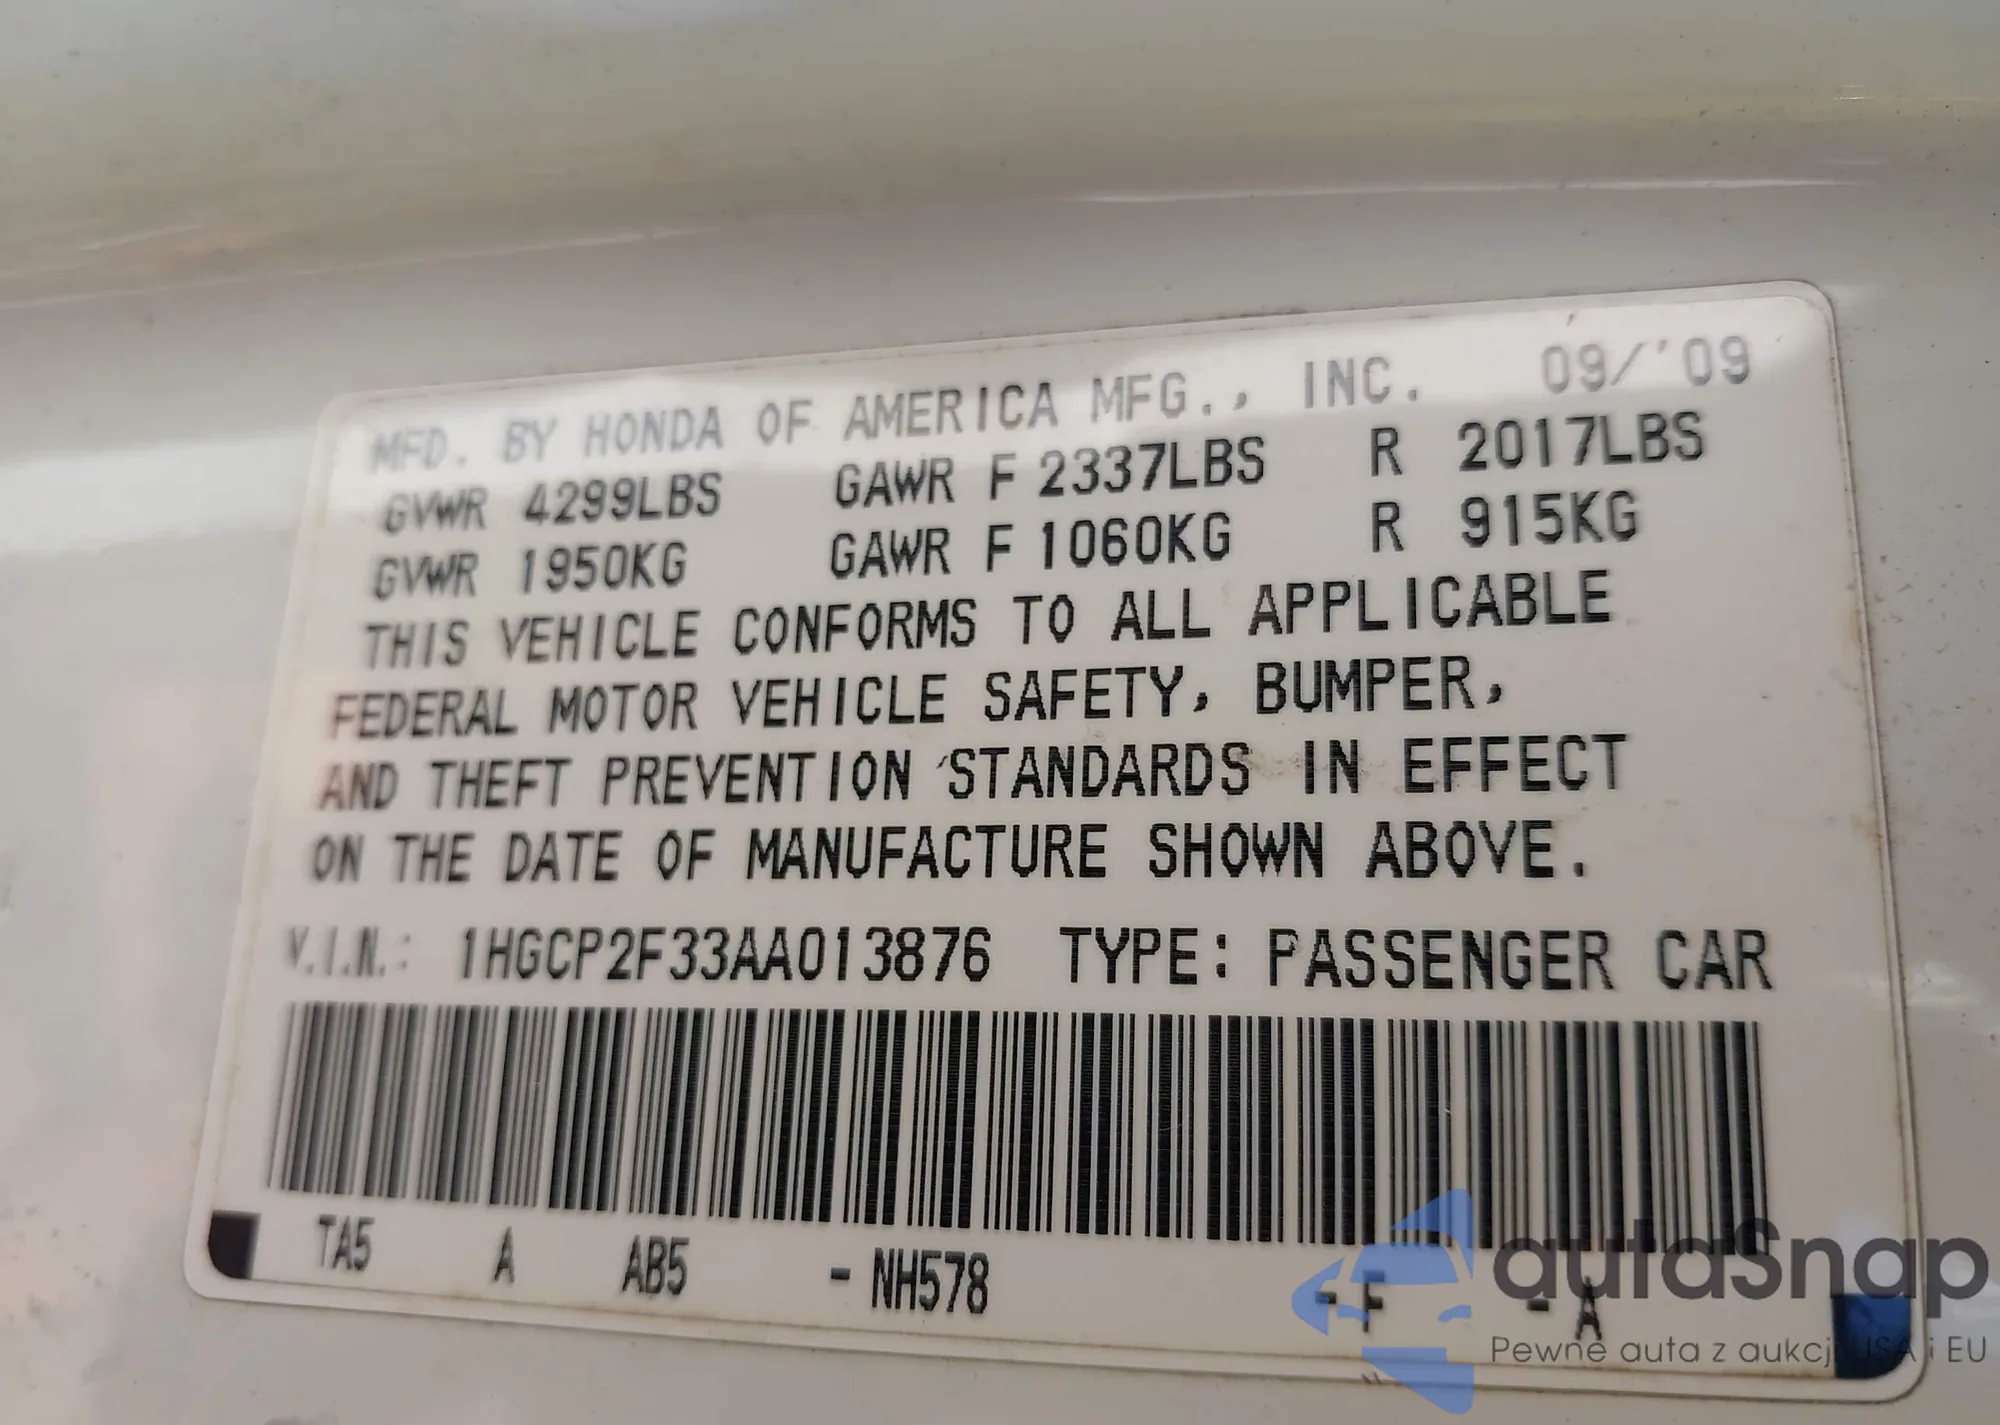 MFD. BY HONDA OF AMERICA MFG., INC. 09/'09
GVWR 4299LBS GAWR F 2337LBS R 2017LBS
GVWR 1950KG GAWR F 1060KG R 915KG
THIS VEHICLE CONFORMS TO ALL APPLICABLE
FEDERAL MOTOR VEHICLE SAFETY, BUMPER,
AND THEFT PREVENTION STANDARDS IN EFFECT
ON THE DATE OF MANUFACTURE SHOWN ABOVE.
V.I.N.: 1HGCP2F33AA013876 TYPE: PASSENGER CAR
TA5 A AB5 - NH578 - F - A
autaSnap
Pewne auta z aukcji USA i EU